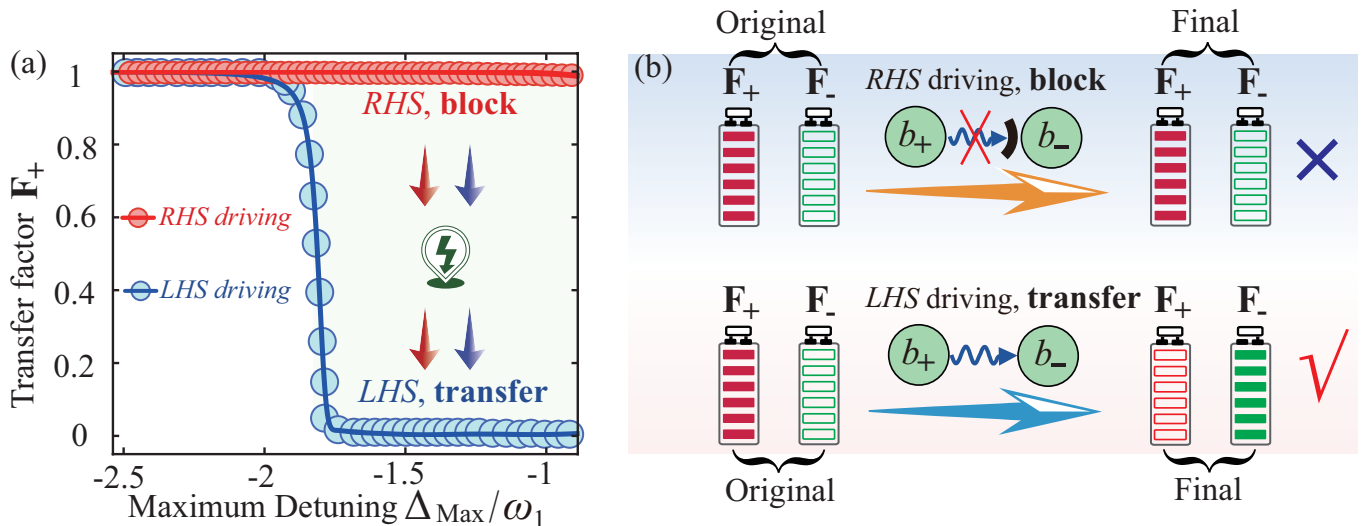 (a)
Transfer factor F₊
1
0.8
0.6
0.4
0.2
0
-2.5
-2
-1.5
-1
Maximum Detuning Δ_Max/ω₁
RHS, block
RHS driving
LHS driving
LHS, transfer
(b)
Original
Final
F₊ F₋
RHS driving, block
F₊ F₋
b₊ b₋
F₊ F₋
LHS driving, transfer
F₊ F₋
b₊ b₋
Original
Final